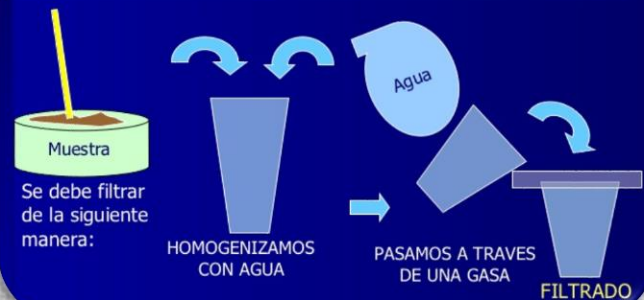 Muestra
Se debe filtrar
de la siguiente
manera:
HOMOGENIZAMOS
CON AGUA
Agua
PASAMOS A TRAVES
DE UNA GASA
FILTRADO